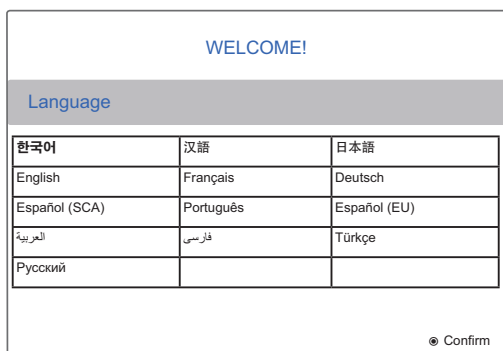 WELCOME!
Language
한국어 汉語 日本語
English Français Deutsch
Español (SCA) Português Español (EU)
العربية فارسی Türkçe
Русский
Confirm